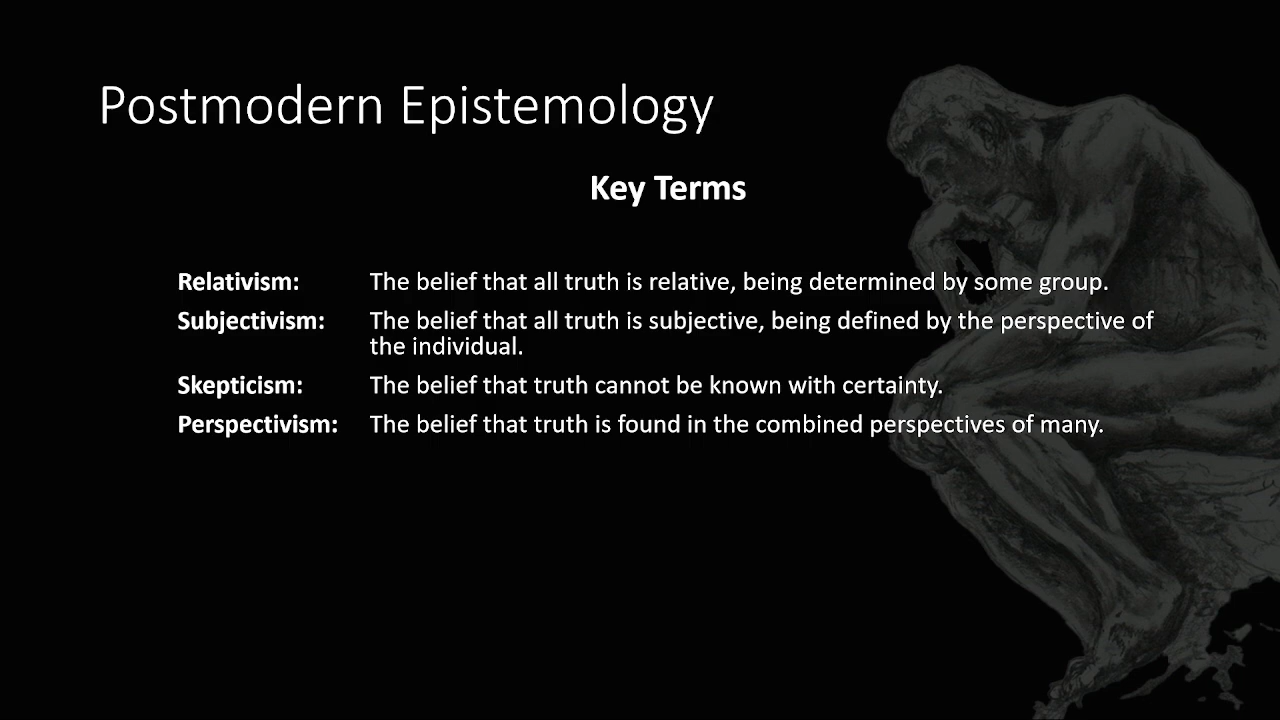 Postmodern Epistemology
Key Terms
Relativism: The belief that all truth is relative, being determined by some group.
Subjectivism: The belief that all truth is subjective, being defined by the perspective of
the individual.
Skepticism: The belief that truth cannot be known with certainty.
Perspectivism: The belief that truth is found in the combined perspectives of many.